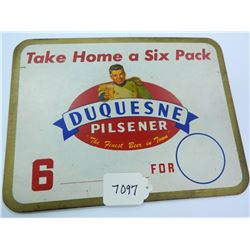 Take Home a Six Pack
DUQUESNE
PILSENER
"The Finest Beer in Town"
6 FOR
7097